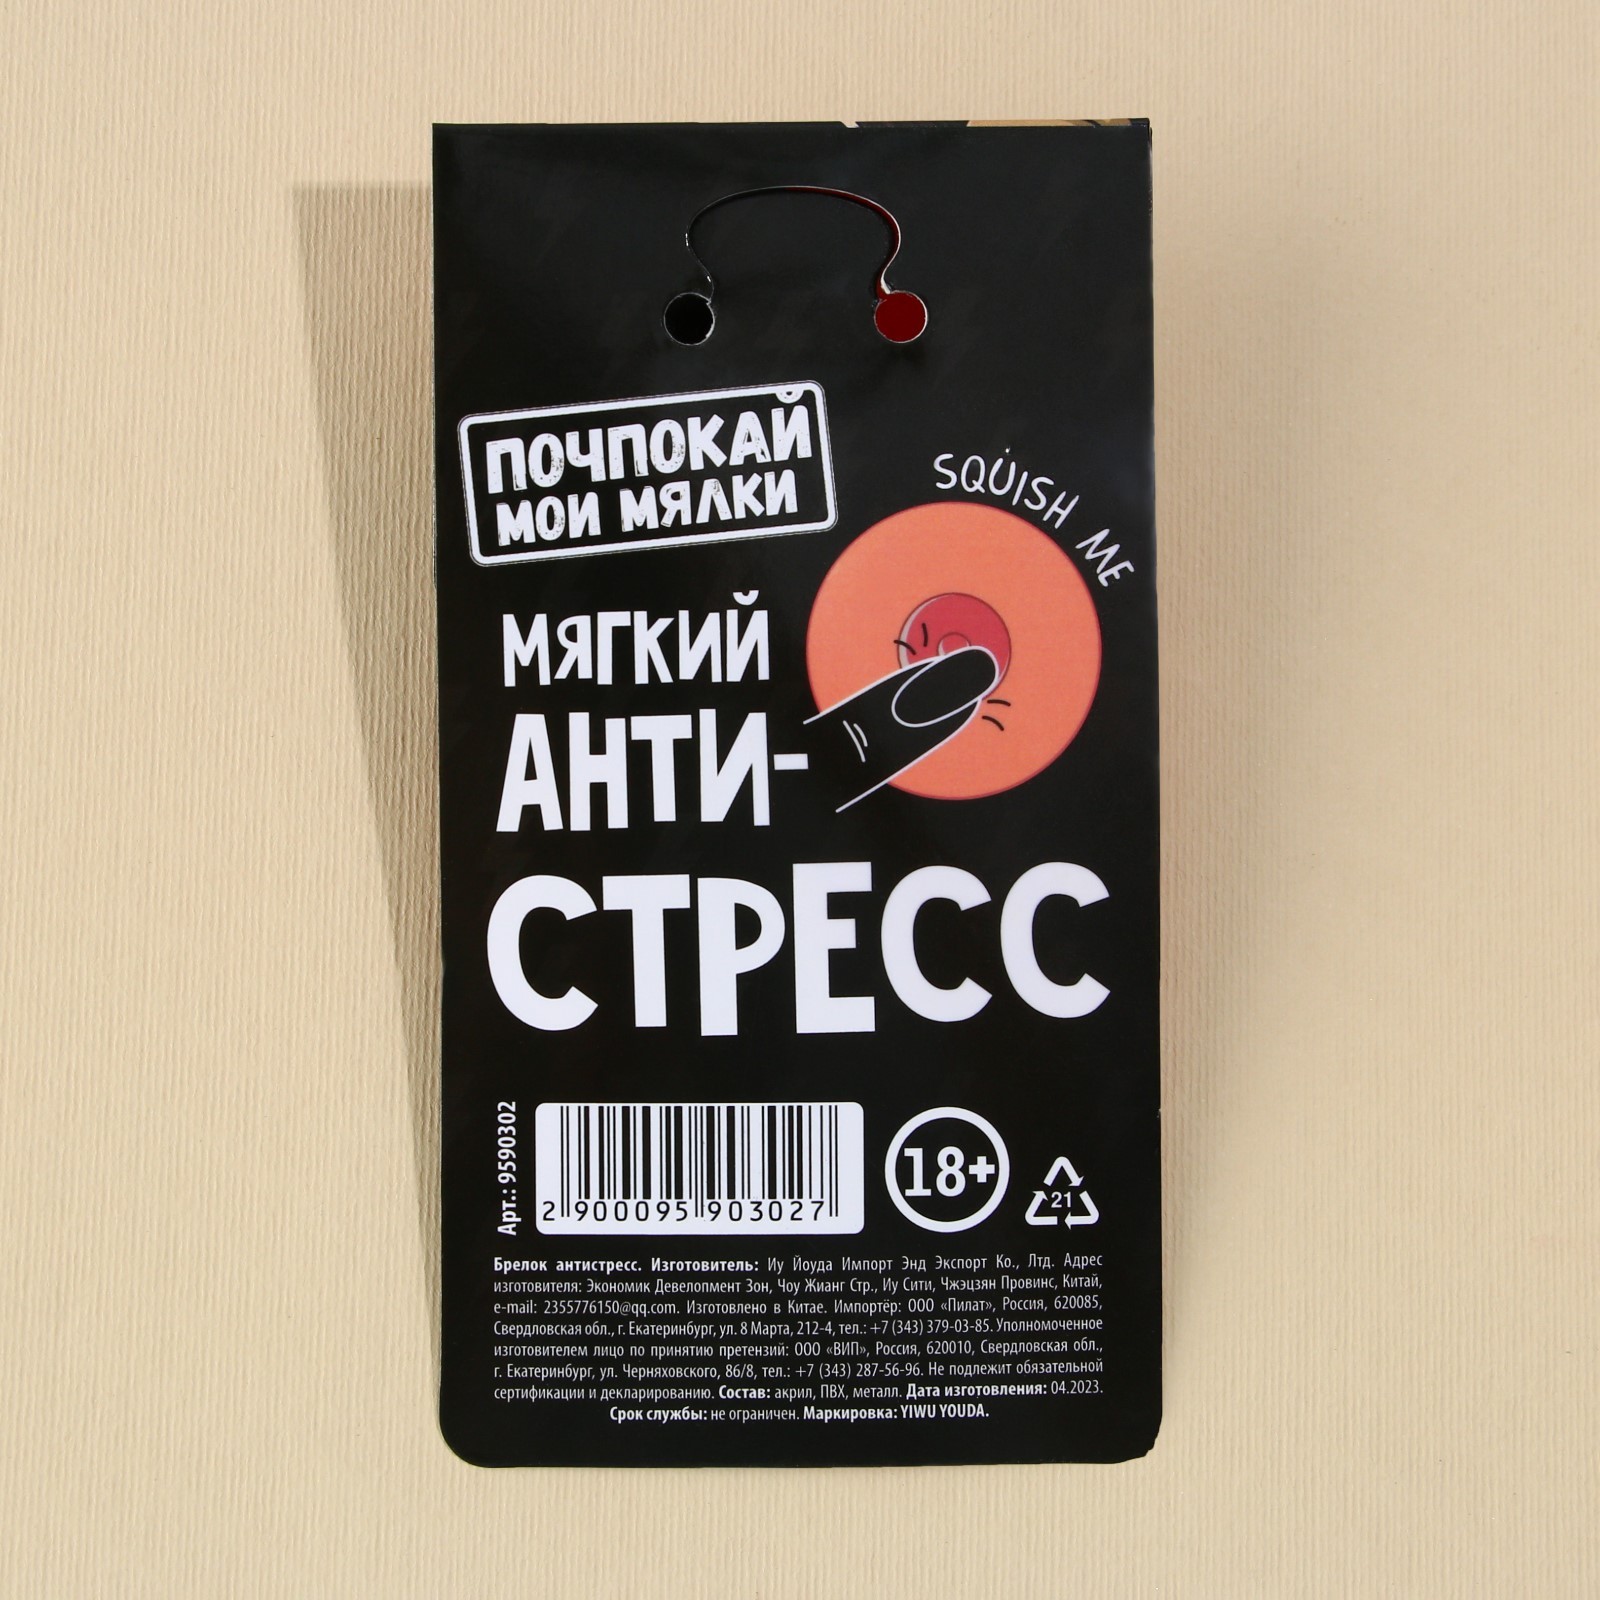 ПОЧПОКАЙ
МОИ МЯЛКИ
SQUISH ME
МЯГКИЙ
АНТИ-
СТРЕСС
Арт.: 9590302
2 900095 903027
18+
21
Брелок антистресс. Изготовитель: Иу Йоуда Импорт Энд Экспорт Ко., Лтд. Адрес
изготовителя: Экономик Девелопмент Зон, Чоу Жианг Стр., Иу Сити, Чжэцзян Провинс, Китай,
e-mail: 2355776150@qq.com. Изготовлено в Китае. Импортёр: ООО «Пилат», Россия, 620085,
Свердловская обл., г. Екатеринбург, ул. 8 Марта, 212-4, тел.: +7 (343) 379-03-85. Уполномоченное
изготовителем лицо по принятию претензий: ООО «ВИП», Россия, 620010, Свердловская обл.,
г. Екатеринбург, ул. Черняховского, 86/8, тел.: +7 (343) 287-56-96. Не подлежит обязательной
сертификации и декларированию. Состав: акрил, ПВХ, металл. Дата изготовления: 04.2023.
Срок службы: не ограничен. Маркировка: YIWU YOUDA.